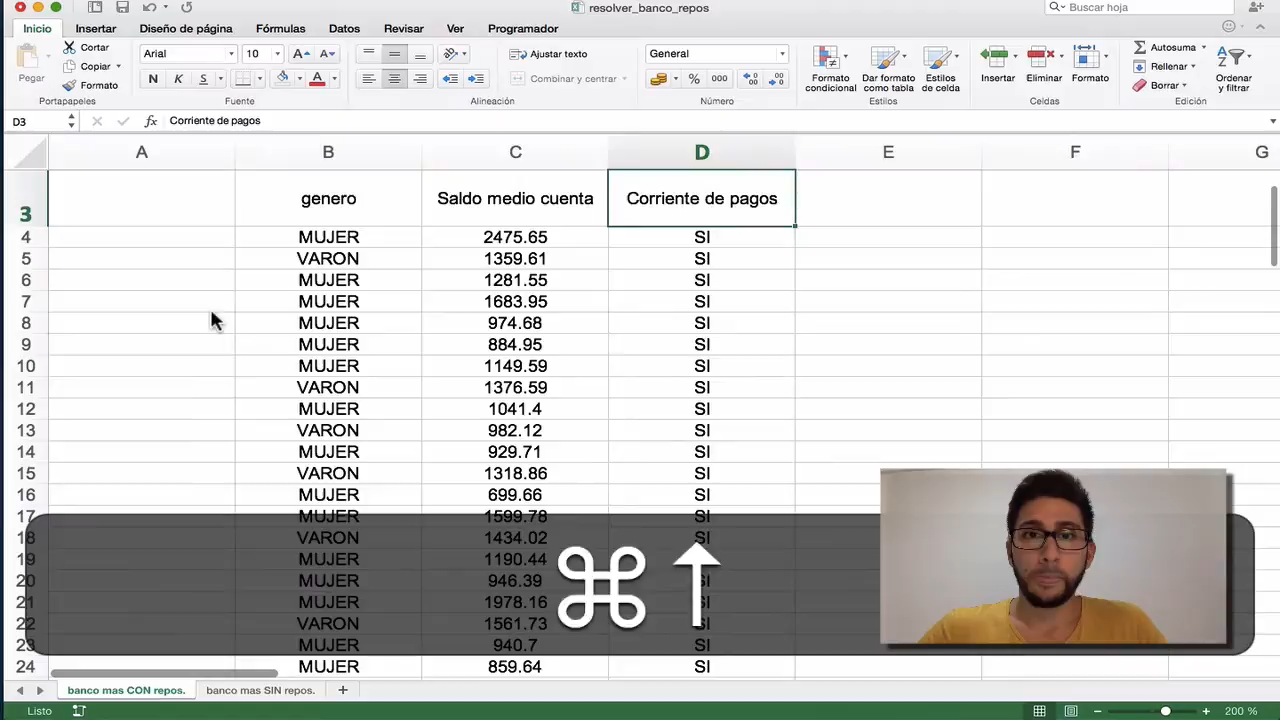 resolver_banco_repos
Buscar hoja
Inicio Insertar Diseño de página Fórmulas Datos Revisar Ver Programador
Pegar
Cortar
Copiar
Formato
Portapapeles
Arial 10
N K S
Fuente
Ajustar texto
Combinar y centrar
Alineación
General
% 000
Número
Formato condicional
Dar formato como tabla
Estilos de celda
Estilos
Insertar Eliminar Formato
Celdas
Autosuma
Rellenar
Borrar
Ordenar y filtrar
Edición
D3 fx Corriente de pagos
A B C D E F G
3 genero Saldo medio cuenta Corriente de pagos
4 MUJER 2475.65 SI
5 VARON 1359.61 SI
6 MUJER 1281.55 SI
7 MUJER 1683.95 SI
8 MUJER 974.68 SI
9 MUJER 884.95 SI
10 MUJER 1149.59 SI
11 VARON 1376.59 SI
12 MUJER 1041.4 SI
13 VARON 982.12 SI
14 MUJER 929.71 SI
15 VARON 1318.86 SI
16 MUJER 699.66 SI
17 MUJER 1599.78 SI
18 VARON 1434.02 SI
19 MUJER 1190.44 SI
20 MUJER 946.39 SI
21 MUJER 1978.16 SI
22 VARON 1561.73 SI
23 MUJER 940.7 SI
24 MUJER 859.64 SI
⌘ ↑
banco mas CON repos. banco mas SIN repos. +
Listo
200 %